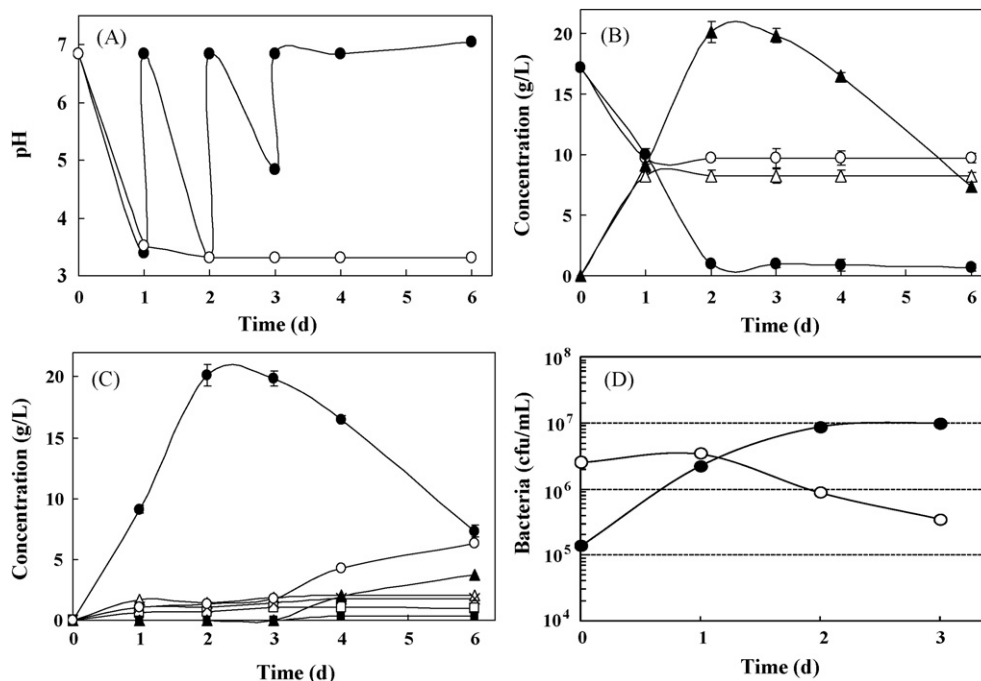 (A)
pH
7
6
5
4
3
0 1 2 3 4 5 6
Time (d)
(B)
Concentration (g/L)
20
15
10
5
0
0 1 2 3 4 5 6
Time (d)
(C)
Concentration (g/L)
20
15
10
5
0
0 1 2 3 4 5 6
Time (d)
(D)
Bacteria (cfu/mL)
10⁸
10⁷
10⁶
10⁵
10⁴
0 1 2 3
Time (d)